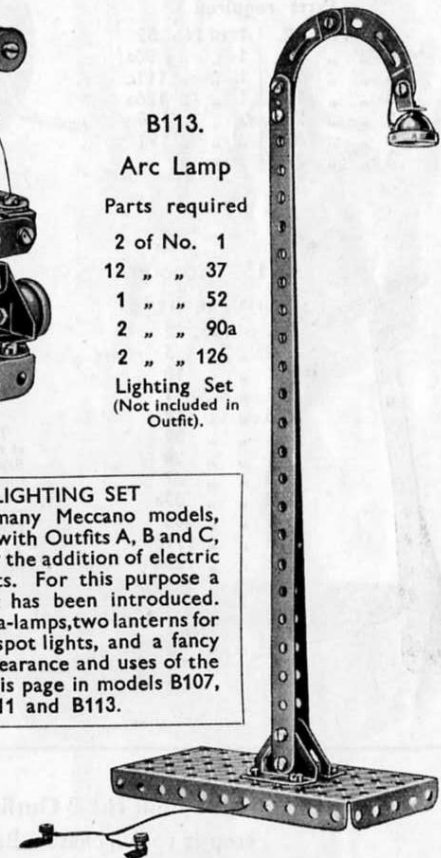 B113.
Arc Lamp
Parts required
2 of No. 1
12 „ „ 37
1 „ „ 52
2 „ „ 90a
2 „ „ 126
Lighting Set
(Not included in
Outfit).
LIGHTING SET
many Meccano models,
with Outfits A, B and C,
the addition of electric
ts. For this purpose a
has been introduced.
a-lamps, two lanterns for
spot lights, and a fancy
earance and uses of the
is page in models B107,
11 and B113.